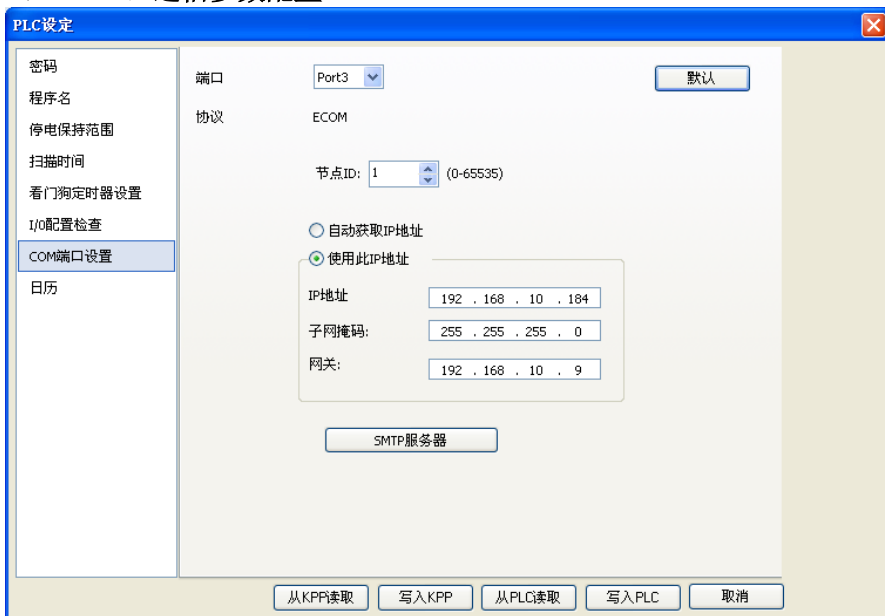 PLC设定
密码
程序名
停电保持范围
扫描时间
看门狗定时器设置
I/O配置检查
COM端口设置
日历
端口 Port3 默认
协议 ECOM
节点ID: 1 (0-65535)
自动获取IP地址
使用此IP地址
IP地址 192 . 168 . 10 . 184
子网掩码: 255 . 255 . 255 . 0
网关: 192 . 168 . 10 . 9
SMTP服务器
从KPP读取 写入KPP 从PLC读取 写入PLC 取消